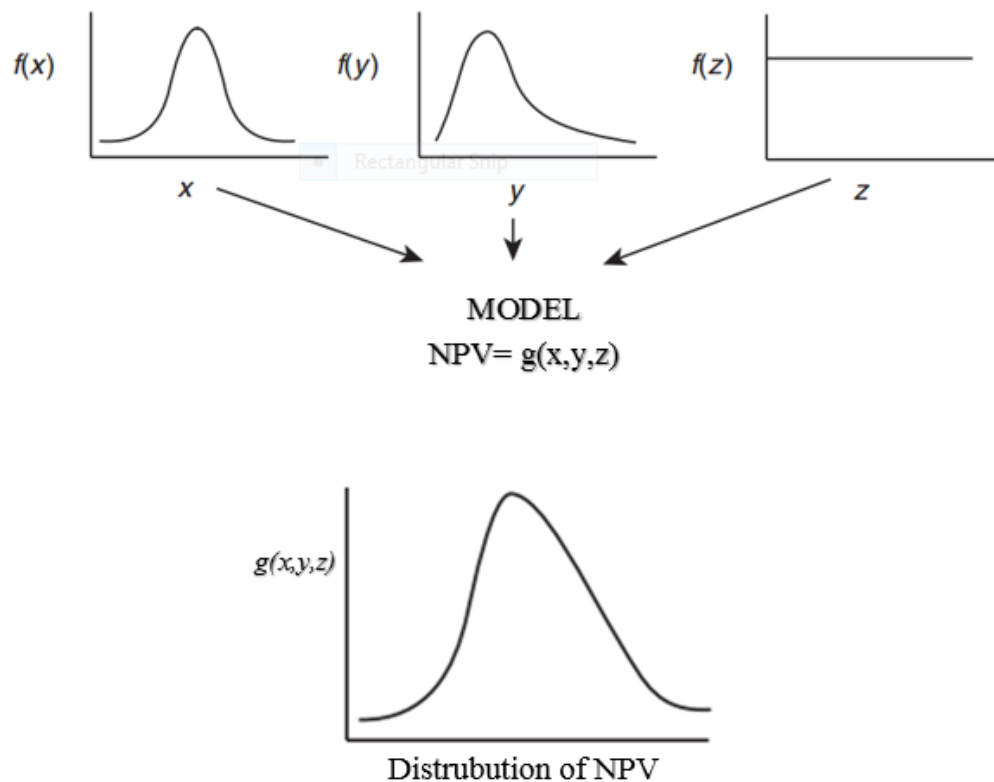 f(x)
f(y)
f(z)
Rectangular Snip
x
y
z
MODEL
NPV= g(x,y,z)
g(x,y,z)
Distrubution of NPV